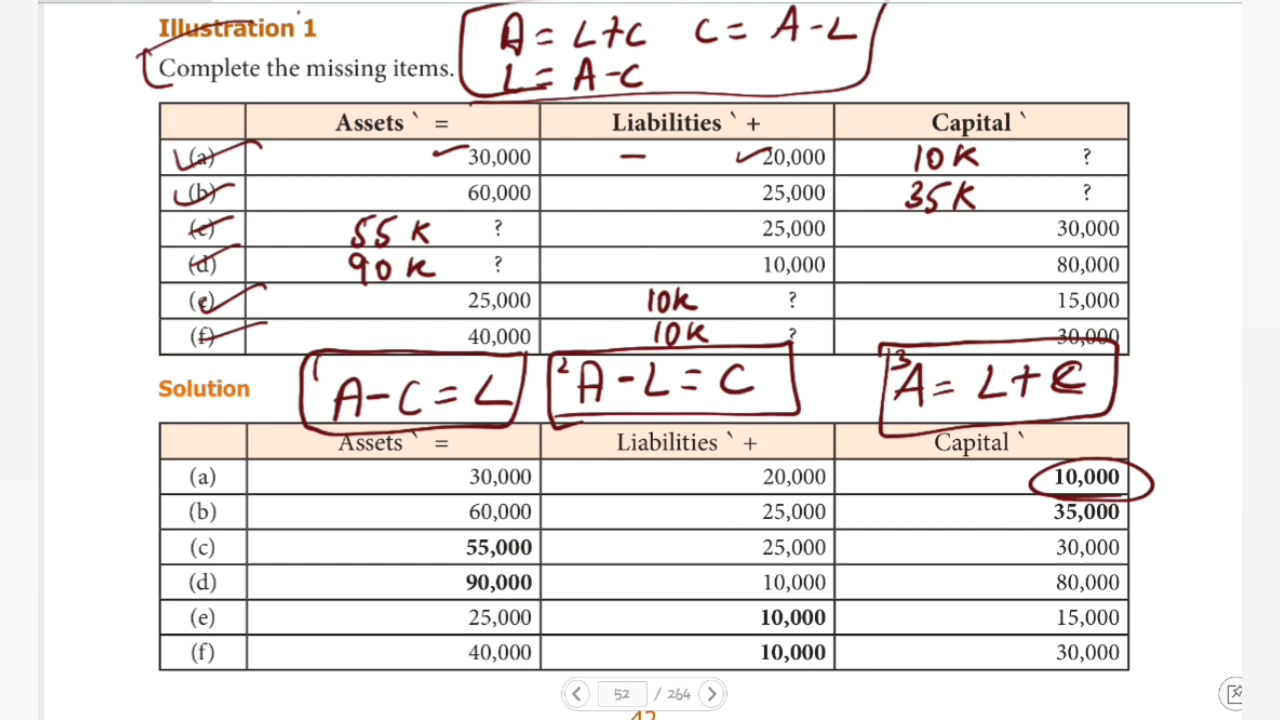 Illustration 1
A = L+C C = A-L
Complete the missing items.
L = A-C
Assets ` = Liabilities ` + Capital `
(a) 30,000 – 20,000 10K ?
(b) 60,000 25,000 35K ?
(c) 55K ? 25,000 30,000
(d) 90K ? 10,000 80,000
(e) 25,000 10K ? 15,000
(f) 40,000 10K ? 30,000
Solution 1 A-C=L 2 A-L=C 3 A=L+C
Assets ` = Liabilities ` + Capital `
(a) 30,000 20,000 10,000
(b) 60,000 25,000 35,000
(c) 55,000 25,000 30,000
(d) 90,000 10,000 80,000
(e) 25,000 10,000 15,000
(f) 40,000 10,000 30,000
52 / 264
42